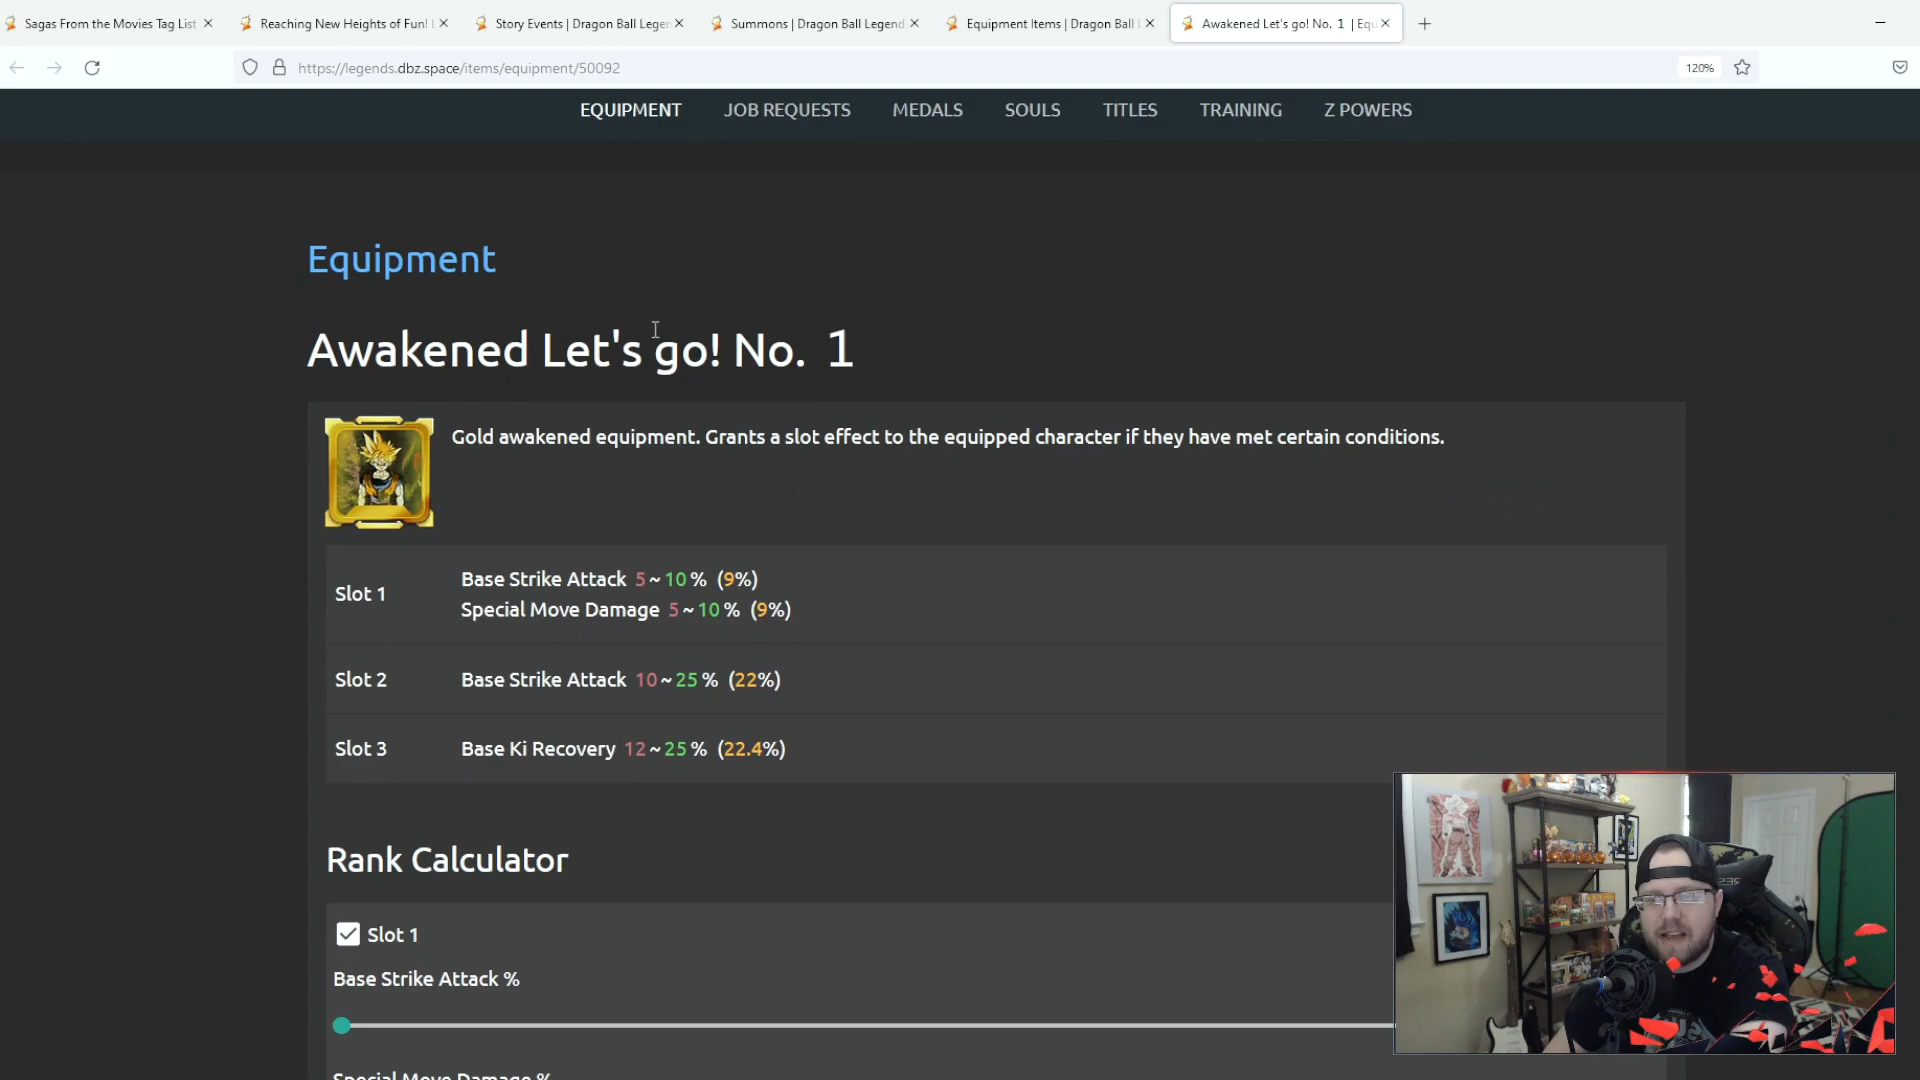 Sagas From the Movies Tag List
Reaching New Heights of Fun!
Story Events | Dragon Ball Legen
Summons | Dragon Ball Legend
Equipment Items | Dragon Ball
Awakened Let's go! No. 1 | Equ
https://legends.dbz.space/items/equipment/50092
120%
EQUIPMENT JOB REQUESTS MEDALS SOULS TITLES TRAINING Z POWERS
Equipment
Awakened Let's go! No. 1
Gold awakened equipment. Grants a slot effect to the equipped character if they have met certain conditions.
Slot 1
Base Strike Attack 5~10% (9%)
Special Move Damage 5~10% (9%)
Slot 2
Base Strike Attack 10~25% (22%)
Slot 3
Base Ki Recovery 12~25% (22.4%)
Rank Calculator
Slot 1
Base Strike Attack %
Special Move Damage %